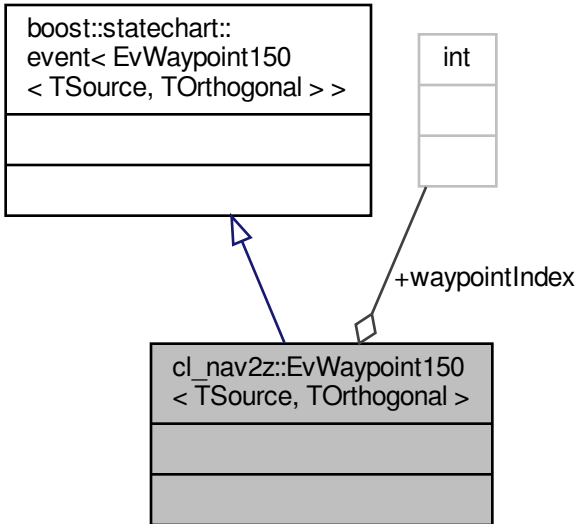 boost::statechart::
event< EvWaypoint150
< TSource, TOrthogonal > >
int
+waypointIndex
cl_nav2z::EvWaypoint150
< TSource, TOrthogonal >